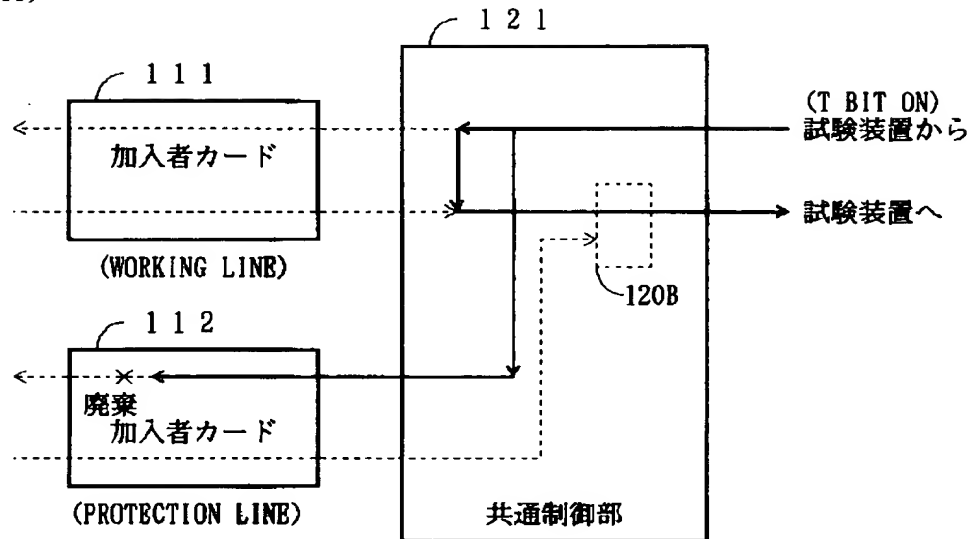 121
111
(T BIT ON)
試験装置から
加入者カード
試験装置へ
(WORKING LINE)
120B
112
廃棄
加入者カード
(PROTECTION LINE)
共通制御部